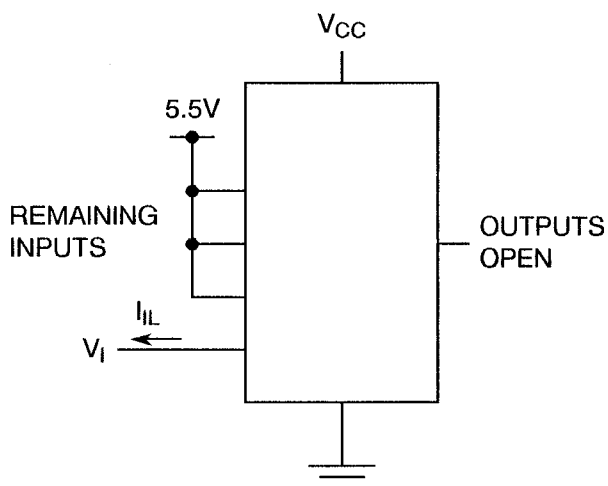 VCC
5.5V
REMAINING
INPUTS
OUTPUTS
OPEN
IIL
VI